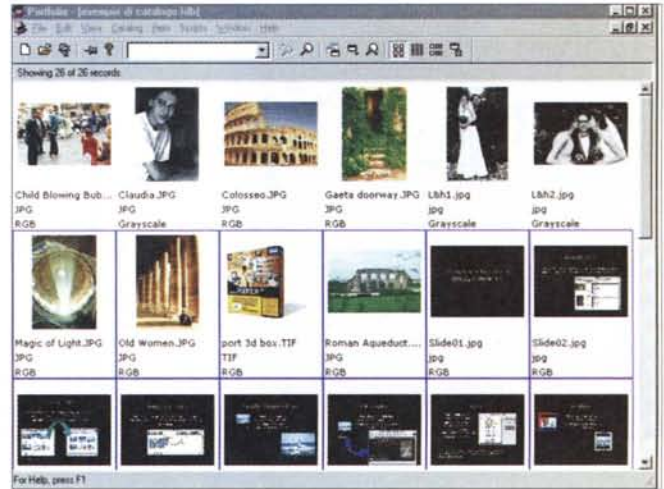 Portfolio - [esempio di catalogo.fdb]
File Edit View Catalog Item Scripts Window Help
Showing 26 of 26 records
Child Blowing Bub... Claudia.JPG Colosseo.JPG Gaeta doorway.JPG L&h1.jpg L&h2.jpg
JPG JPG JPG JPG jpg jpg
RGB Grayscale RGB RGB Grayscale Grayscale
Magic of Light.JPG Old Women.JPG port 3d box.TIF Roman Aqueduct.... Slide01.jpg Slide02.jpg
JPG JPG TIF JPG jpg jpg
RGB RGB RGB RGB RGB RGB
For Help, press F1